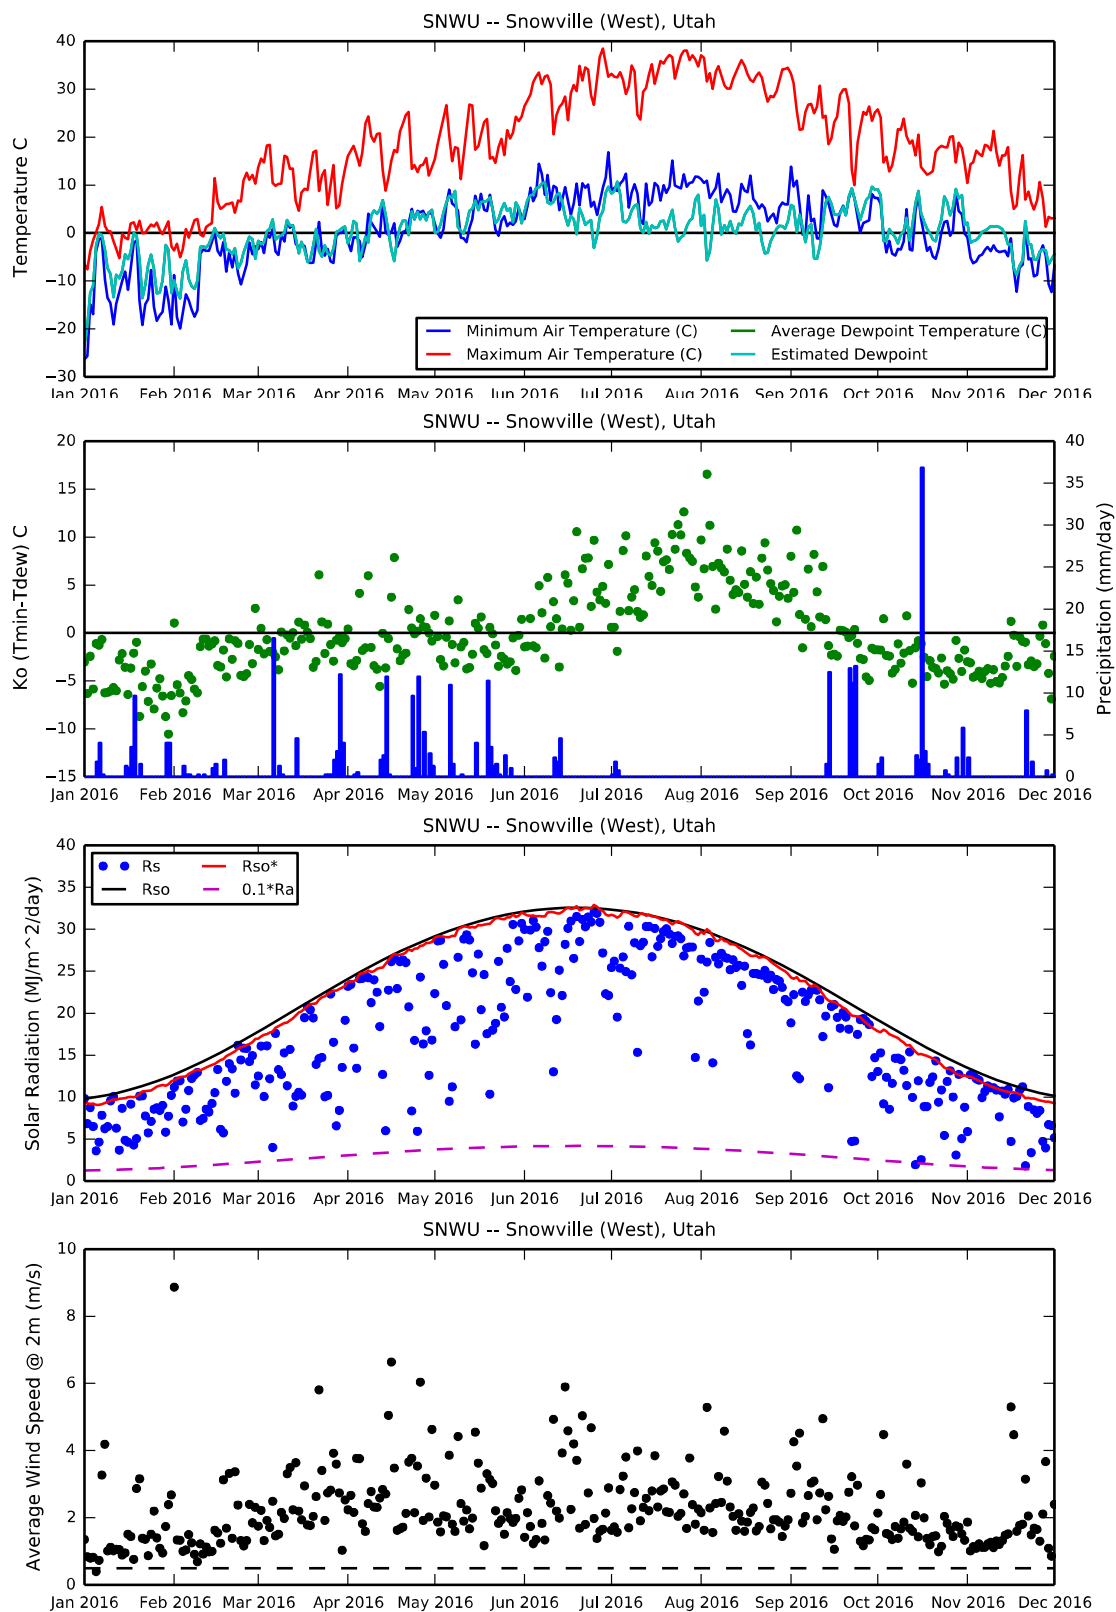 SNWU -- Snowville (West), Utah
40
30
20
10
0
−10
−20
−30
Temperature C
Minimum Air Temperature (C)
Maximum Air Temperature (C)
Average Dewpoint Temperature (C)
Estimated Dewpoint
Jan 2016 Feb 2016 Mar 2016 Apr 2016 May 2016 Jun 2016 Jul 2016 Aug 2016 Sep 2016 Oct 2016 Nov 2016 Dec 2016
SNWU -- Snowville (West), Utah
20
15
10
5
0
−5
−10
−15
Ko (Tmin-Tdew) C
40
35
30
25
20
15
10
5
0
Precipitation (mm/day)
Jan 2016 Feb 2016 Mar 2016 Apr 2016 May 2016 Jun 2016 Jul 2016 Aug 2016 Sep 2016 Oct 2016 Nov 2016 Dec 2016
SNWU -- Snowville (West), Utah
40
35
30
25
20
15
10
5
0
Solar Radiation (MJ/m^2/day)
Rs
Rso
Rso*
0.1*Ra
Jan 2016 Feb 2016 Mar 2016 Apr 2016 May 2016 Jun 2016 Jul 2016 Aug 2016 Sep 2016 Oct 2016 Nov 2016 Dec 2016
SNWU -- Snowville (West), Utah
10
8
6
4
2
0
Average Wind Speed @ 2m (m/s)
Jan 2016 Feb 2016 Mar 2016 Apr 2016 May 2016 Jun 2016 Jul 2016 Aug 2016 Sep 2016 Oct 2016 Nov 2016 Dec 2016